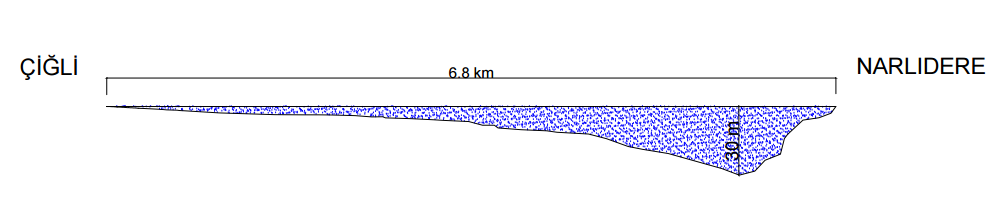 ÇİĞLİ
6.8 km
NARLIDERE
30 m